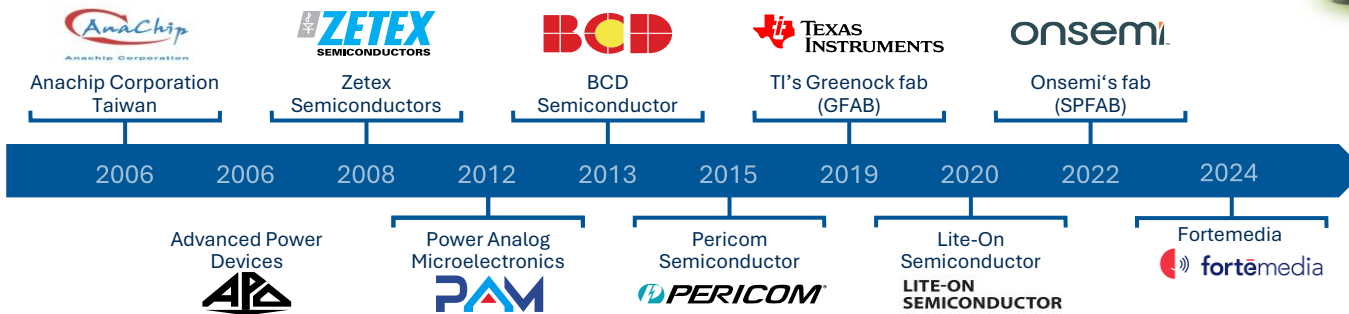 AnaChip
Anachip Corporation
ZETEX
SEMICONDUCTORS
BCD
TEXAS
INSTRUMENTS
onsemi
Anachip Corporation
Taiwan
Zetex
Semiconductors
BCD
Semiconductor
TI's Greenock fab
(GFAB)
Onsemi‘s fab
(SPFAB)
2006 2006 2008 2012 2013 2015 2019 2020 2022 2024
Advanced Power
Devices
APD
Power Analog
Microelectronics
PAM
Pericom
Semiconductor
PERICOM
Lite-On
Semiconductor
LITE-ON
SEMICONDUCTOR
Fortemedia
fortēmedia